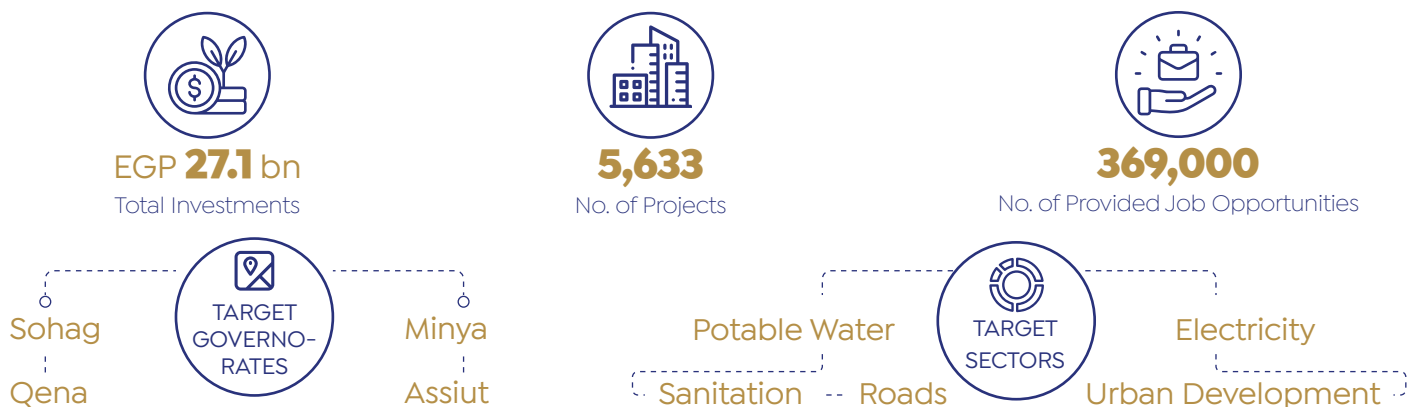 EGP 27.1 bn
Total Investments
5,633
No. of Projects
369,000
No. of Provided Job Opportunities
$
TARGET
GOVERNO-
RATES
Sohag
Qena
Minya
Assiut
TARGET
SECTORS
Potable Water
Sanitation
Roads
Electricity
Urban Development